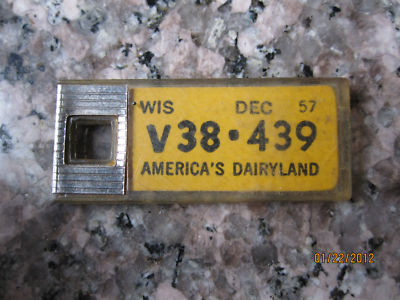 WIS DEC 57
V38·439
AMERICA'S DAIRYLAND
01/22/2012